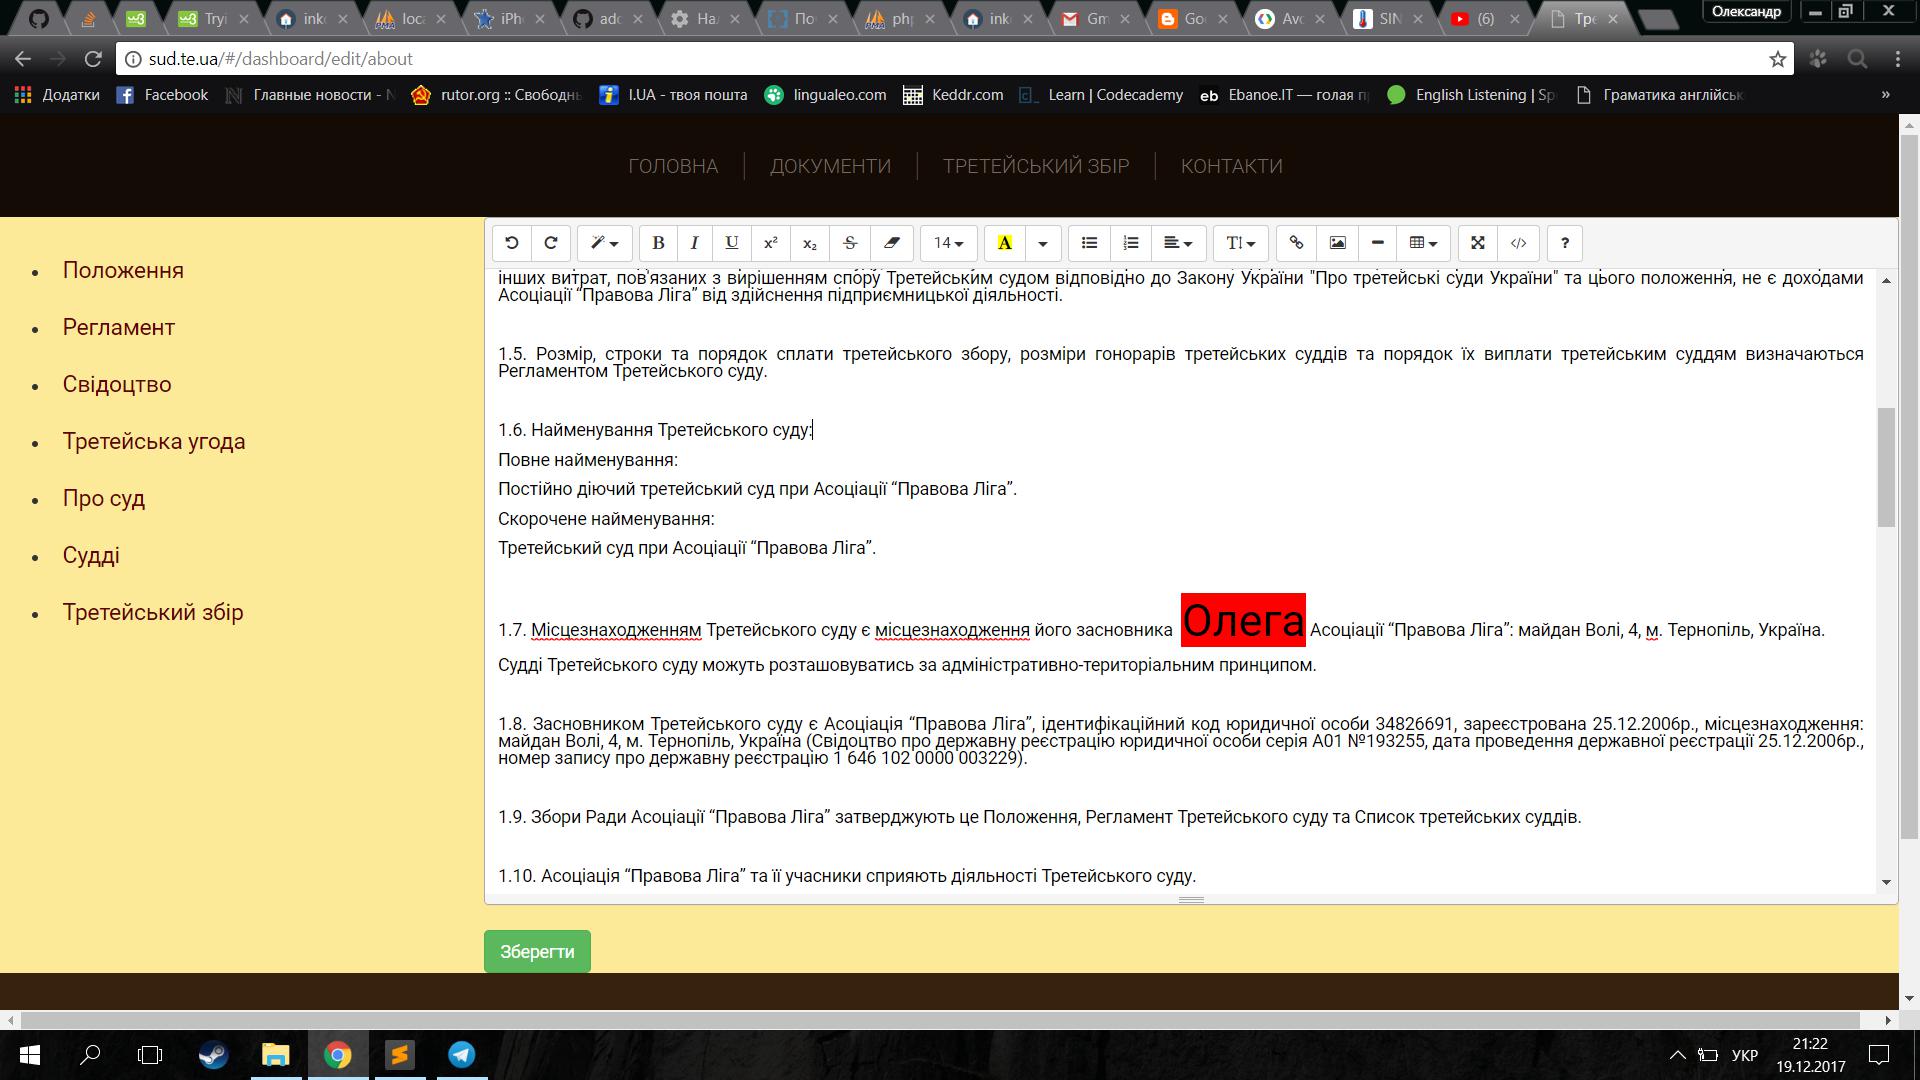 Tryi
inko
loca
iPho
ado
На
По
php
inko
Gm
Goo
Avo
SIN
(6)
Тре
Олександр
sud.te.ua/#/dashboard/edit/about
Додатки
Facebook
Главные новости - N
rutor.org :: Свободнь
I.UA - твоя пошта
lingualeo.com
Keddr.com
Learn | Codecademy
Ebanoe.IT — голая п
English Listening | Sp
Граматика англійськ
»
ГОЛОВНА
ДОКУМЕНТИ
ТРЕТЕЙСЬКИЙ ЗБІР
КОНТАКТИ
Положення
Регламент
Свідоцтво
Третейська угода
Про суд
Судді
Третейський збір
B I U x² x₂ S 14 A T ?
інших витрат, пов'язаних з вирішенням спору Третейським судом відповідно до Закону України "Про третейські суди України" та цього положення, не є доходами
Асоціації “Правова Ліга” від здійснення підприємницької діяльності.
1.5. Розмір, строки та порядок сплати третейського збору, розміри гонорарів третейських суддів та порядок їх виплати третейським суддям визначаються
Регламентом Третейського суду.
1.6. Найменування Третейського суду:
Повне найменування:
Постійно діючий третейський суд при Асоціації “Правова Ліга”.
Скорочене найменування:
Третейський суд при Асоціації “Правова Ліга”.
1.7. Місцезнаходженням Третейського суду є місцезнаходження його засновника Олега Асоціації “Правова Ліга”: майдан Волі, 4, м. Тернопіль, Україна.
Судді Третейського суду можуть розташовуватись за адміністративно-територіальним принципом.
1.8. Засновником Третейського суду є Асоціація “Правова Ліга”, ідентифікаційний код юридичної особи 34826691, зареєстрована 25.12.2006р., місцезнаходження:
майдан Волі, 4, м. Тернопіль, Україна (Свідоцтво про державну реєстрацію юридичної особи серія А01 №193255, дата проведення державної реєстрації 25.12.2006р.,
номер запису про державну реєстрацію 1 646 102 0000 003229).
1.9. Збори Ради Асоціації “Правова Ліга” затверджують це Положення, Регламент Третейського суду та Список третейських суддів.
1.10. Асоціація “Правова Ліга” та її учасники сприяють діяльності Третейського суду.
Зберегти
УКР
21:22
19.12.2017